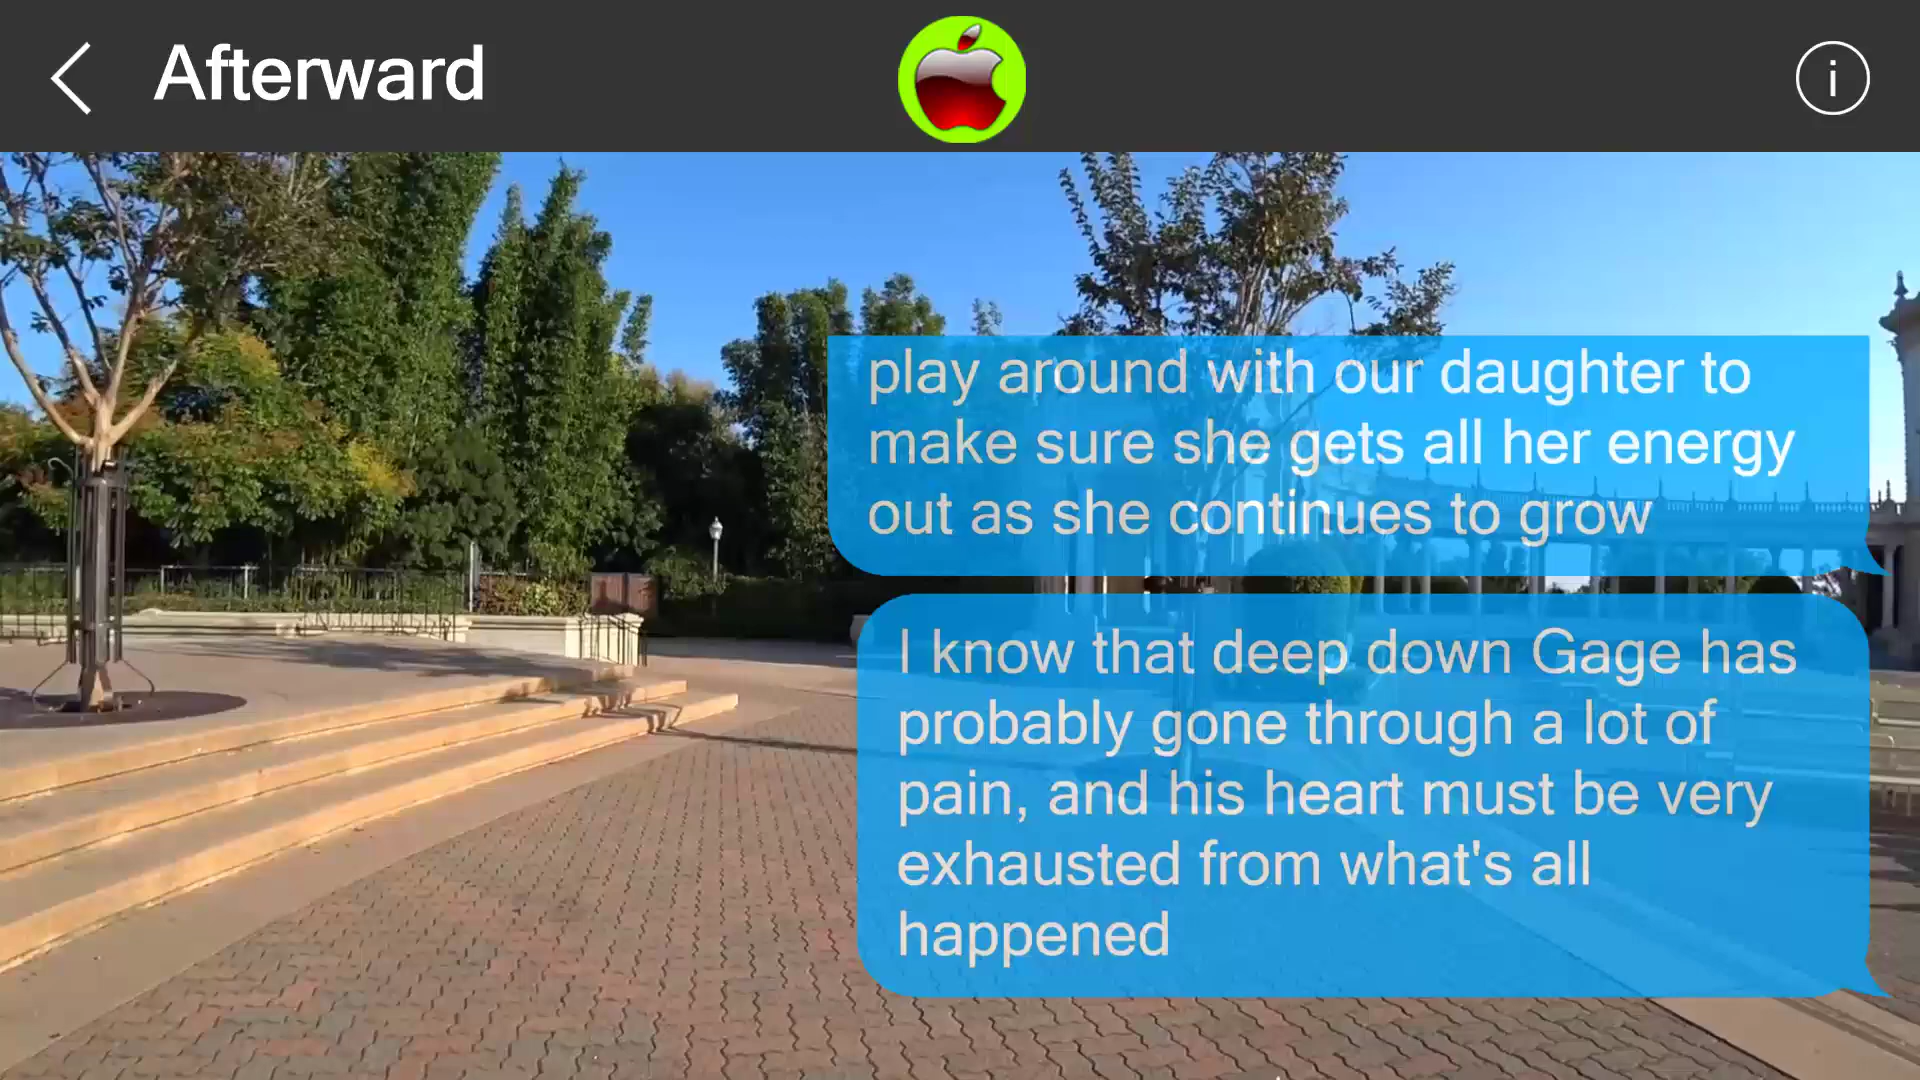 Afterward
play around with our daughter to
make sure she gets all her energy
out as she continues to grow
I know that deep down Gage has
probably gone through a lot of
pain, and his heart must be very
exhausted from what's all
happened